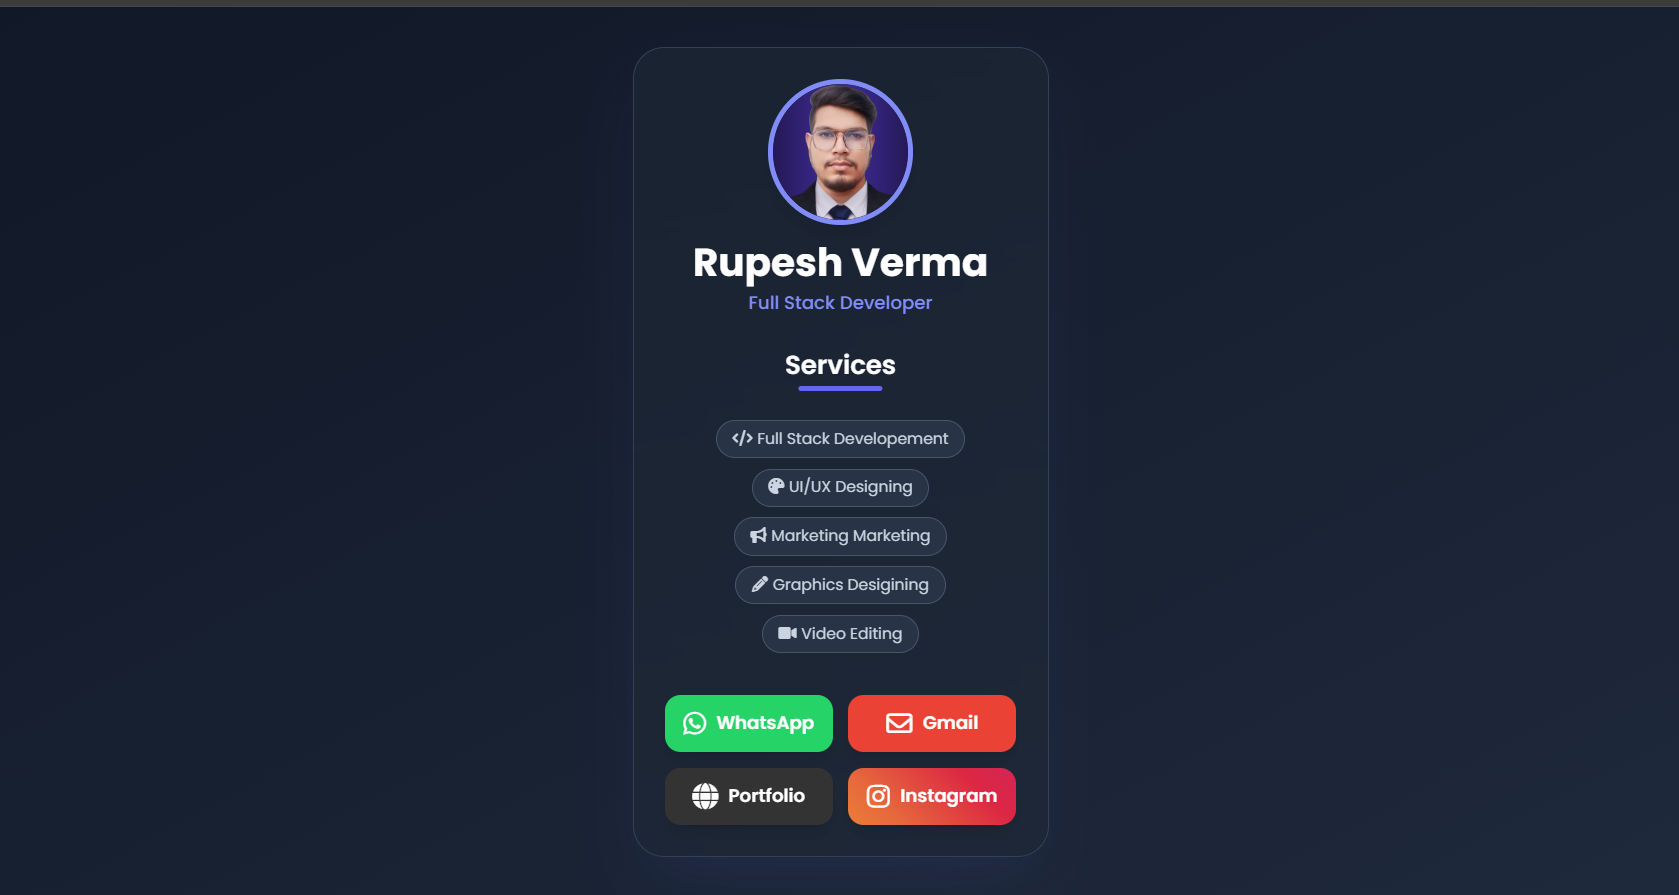 Rupesh Verma
Full Stack Developer
Services
Full Stack Developement
UI/UX Designing
Marketing Marketing
Graphics Desigining
Video Editing
WhatsApp
Gmail
Portfolio
Instagram